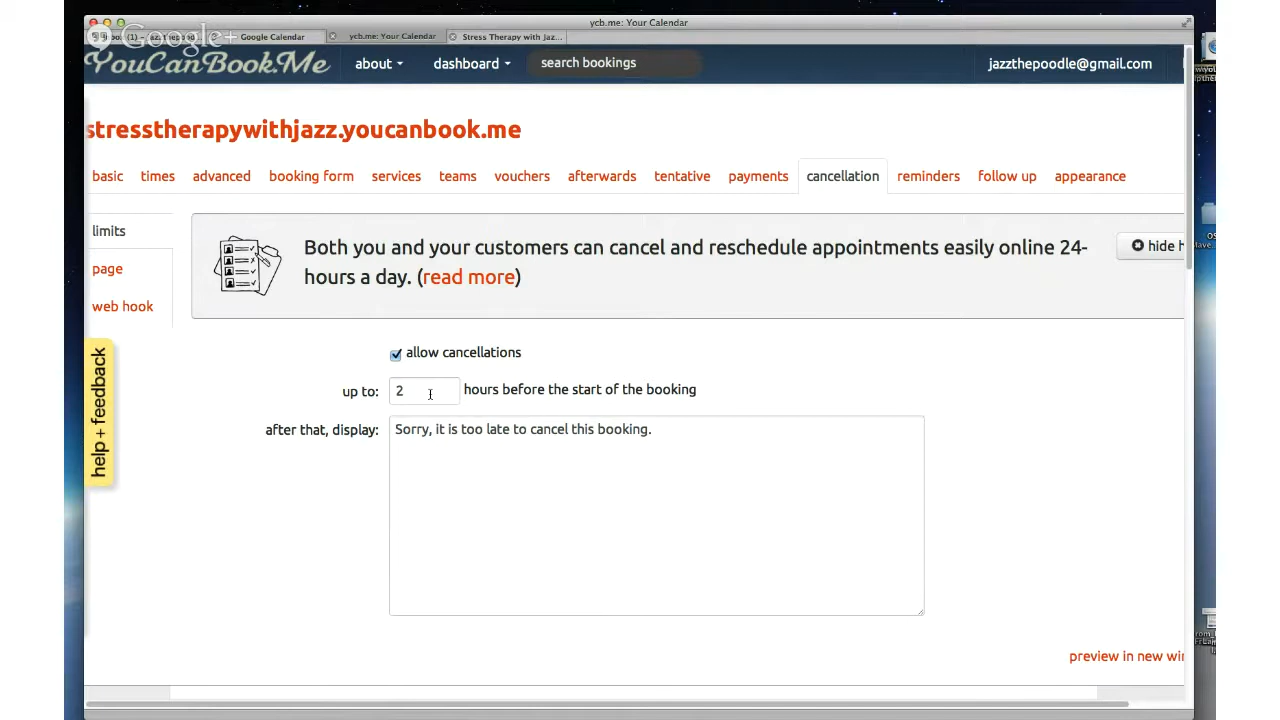 ycb.me: Your Calendar
Google+
Google Calendar
ycb.me: Your Calendar
Stress Therapy with Jaz...
YouCanBook.Me
about
dashboard
search bookings
jazzthepoodle@gmail.com
stresstherapywithjazz.youcanbook.me
basic
times
advanced
booking form
services
teams
vouchers
afterwards
tentative
payments
cancellation
reminders
follow up
appearance
limits
page
web hook
Both you and your customers can cancel and reschedule appointments easily online 24-
hours a day. (read more)
hide h
help + feedback
allow cancellations
up to: 2 hours before the start of the booking
after that, display: Sorry, it is too late to cancel this booking.
preview in new win